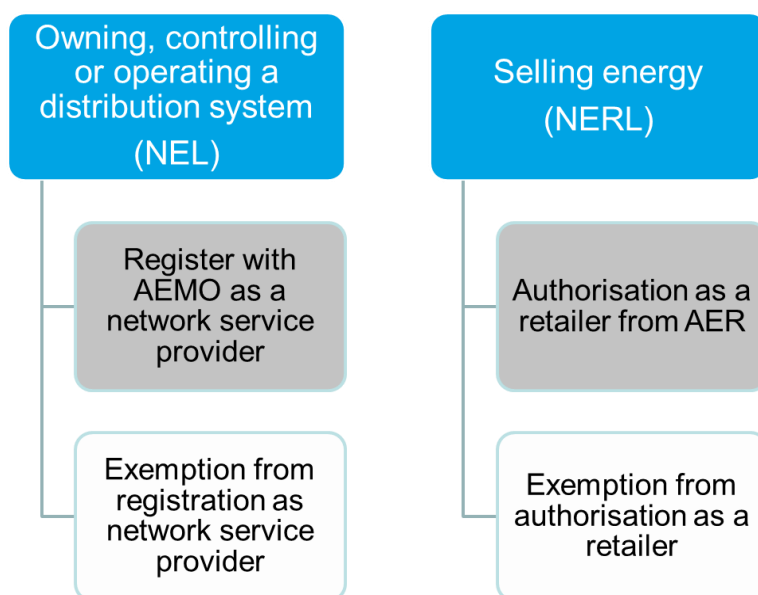 Owning, controlling
or operating a
distribution system
(NEL)
Register with
AEMO as a
network service
provider
Exemption from
registration as
network service
provider
Selling energy
(NERL)
Authorisation as a
retailer from AER
Exemption from
authorisation as a
retailer